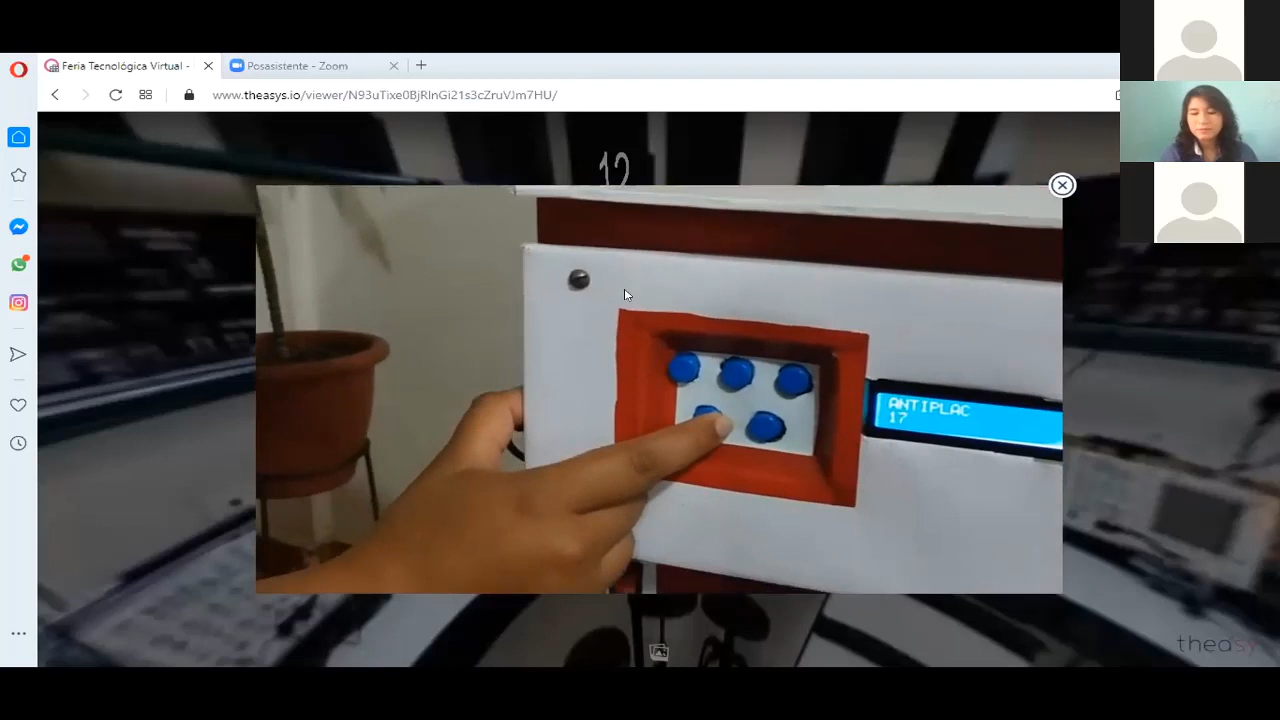 Feria Tecnológica Virtual -
Posasistente - Zoom
www.theasys.io/viewer/N93uTixe0BjRlnGi21s3cZruVJm7HU/
12
ANTIPLAC
17
theasys